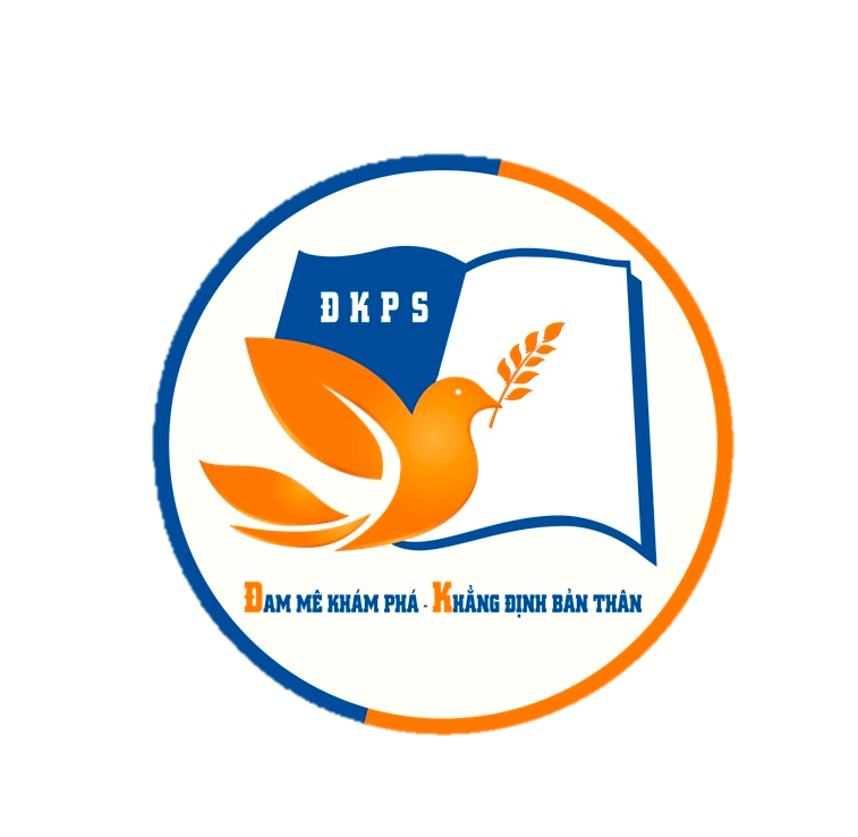 ĐKPS
ĐAM MÊ KHÁM PHÁ - KHẲNG ĐỊNH BẢN THÂN